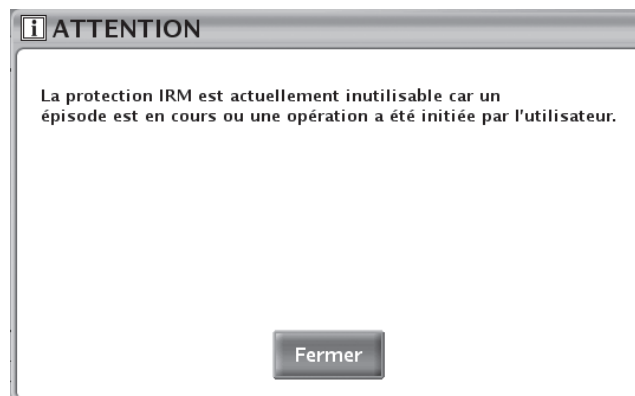 i ATTENTION
La protection IRM est actuellement inutilisable car un
épisode est en cours ou une opération a été initiée par l'utilisateur.
Fermer